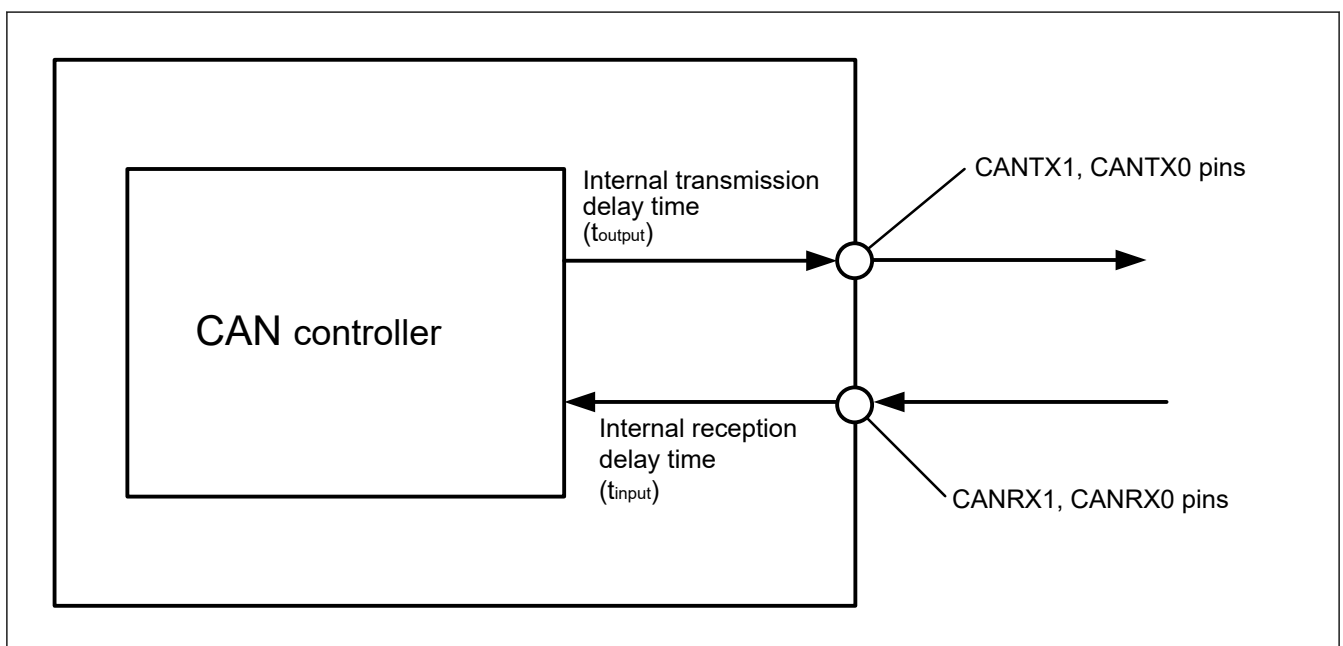 Internal transmission
delay time
(toutput)
CANTX1, CANTX0 pins
CAN controller
Internal reception
delay time
(tinput)
CANRX1, CANRX0 pins